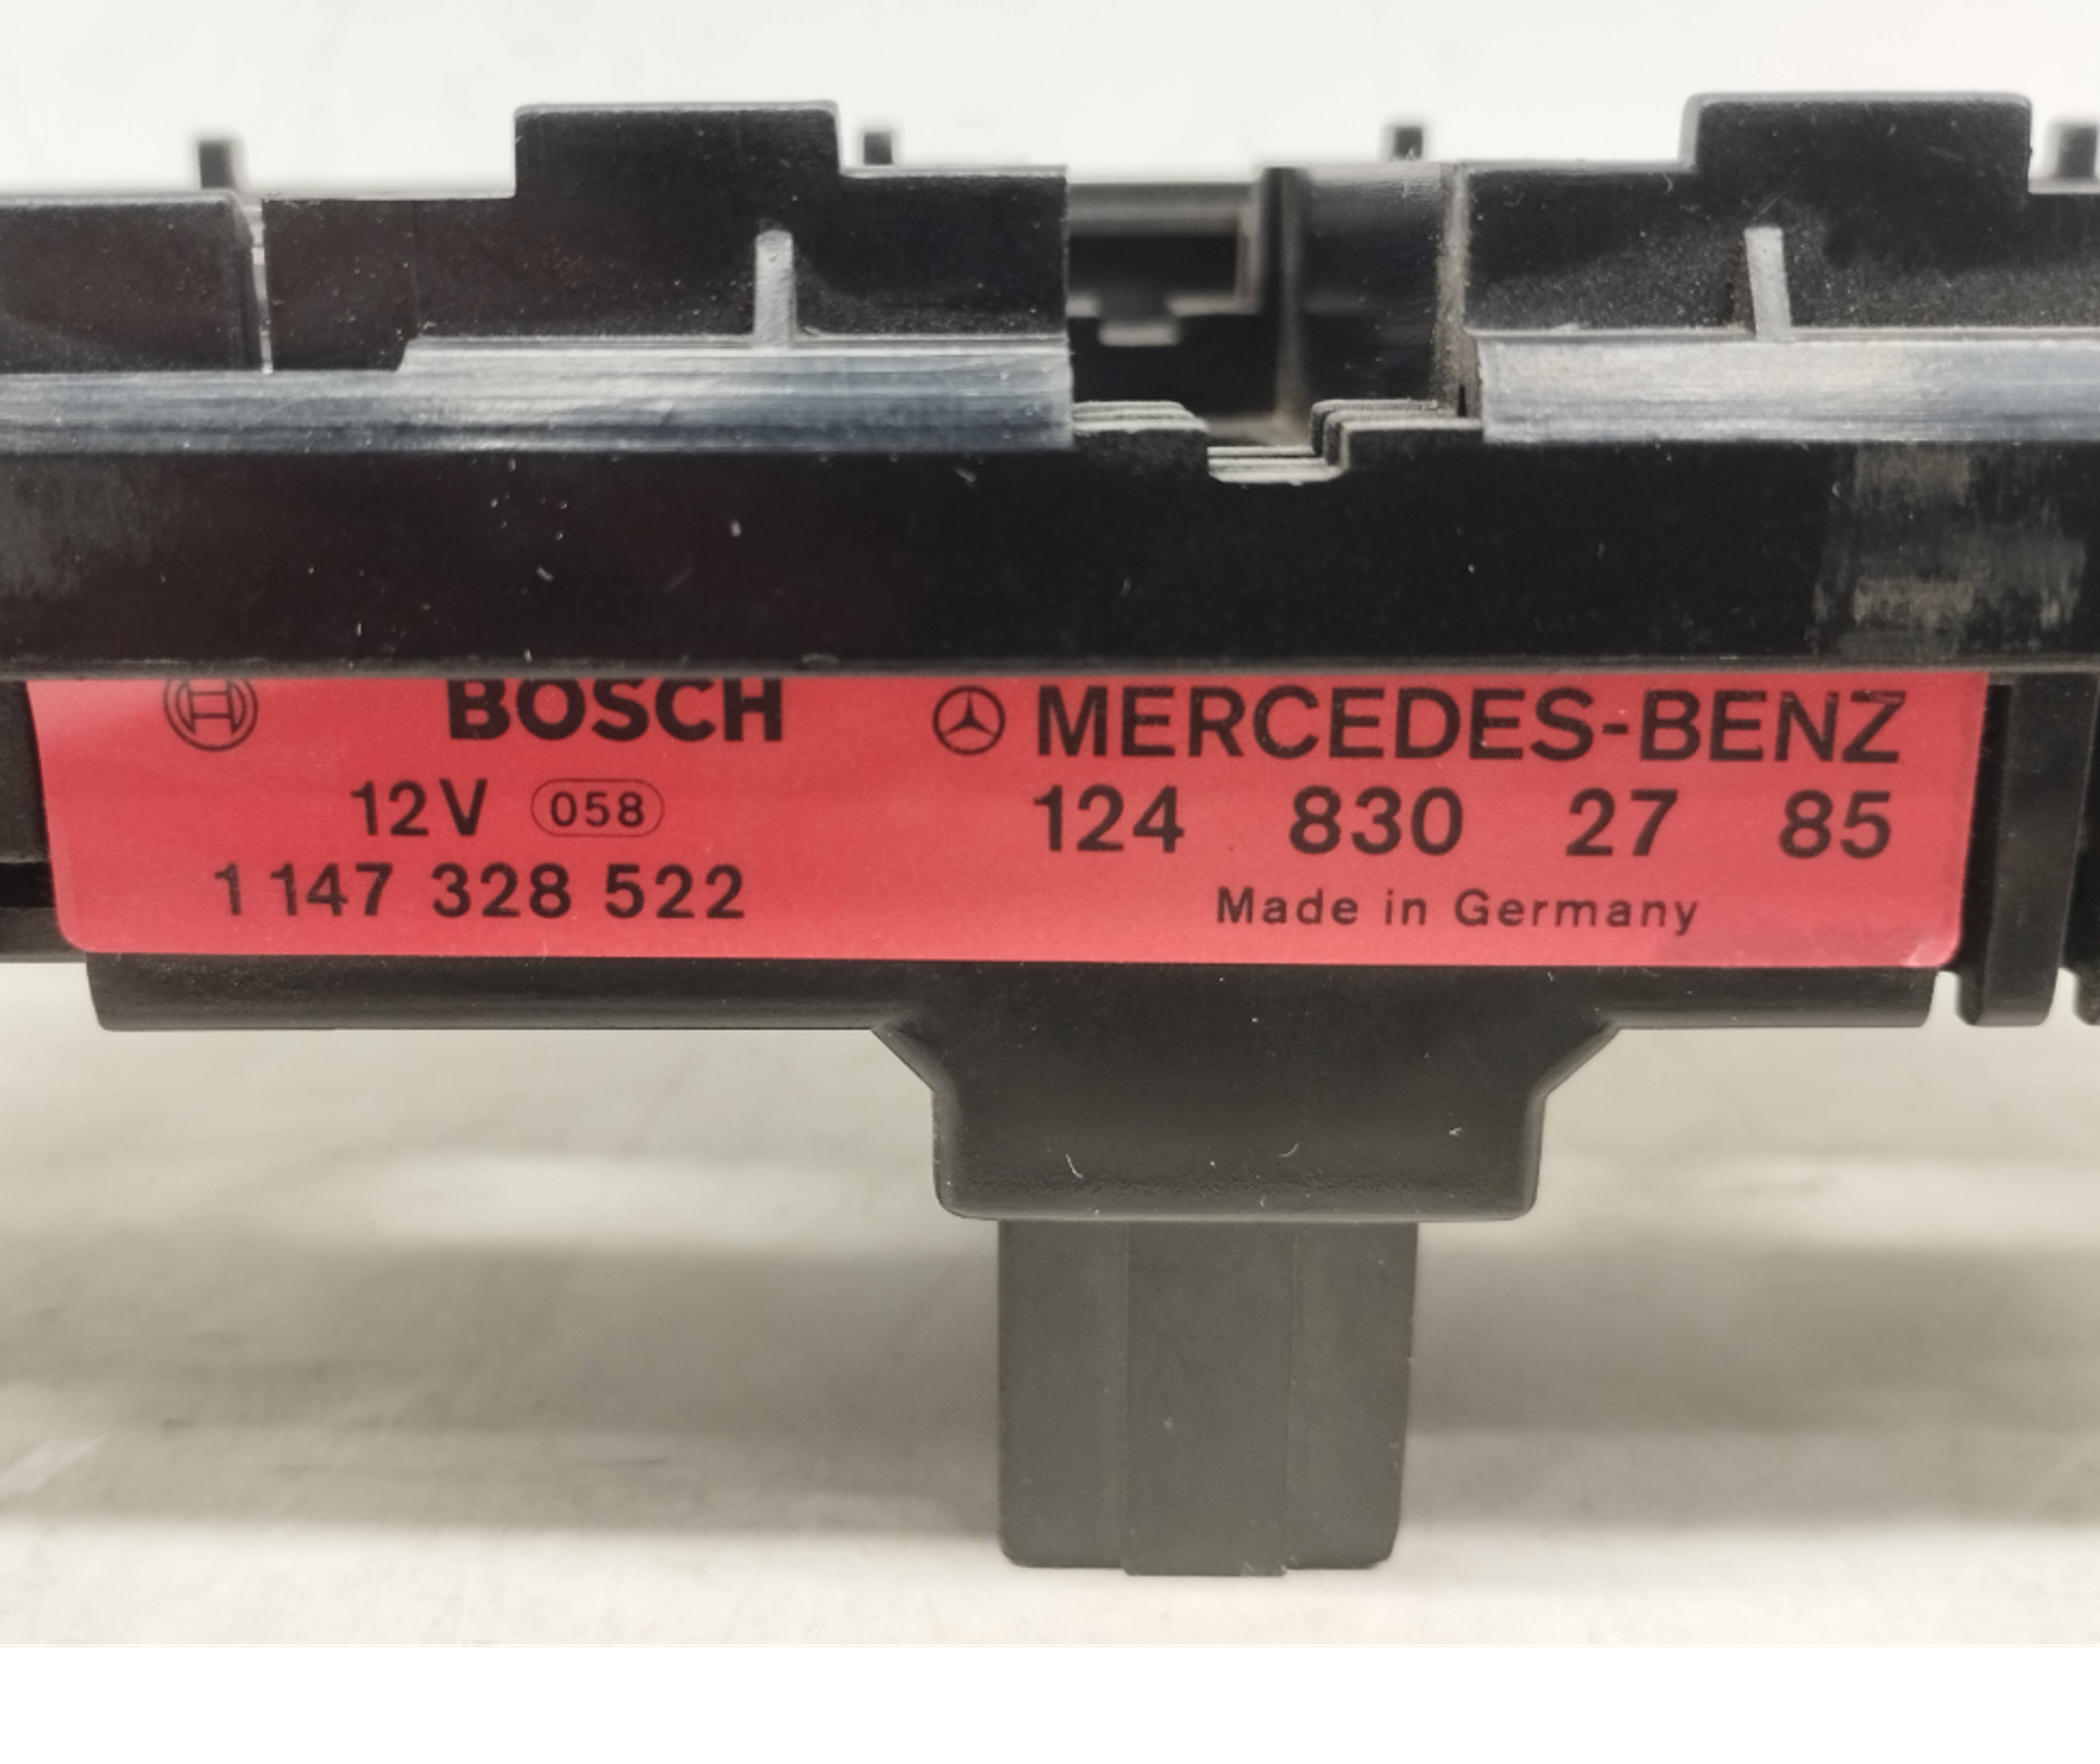 BOSCH
12V 058
1 147 328 522
MERCEDES-BENZ
124 830 27 85
Made in Germany